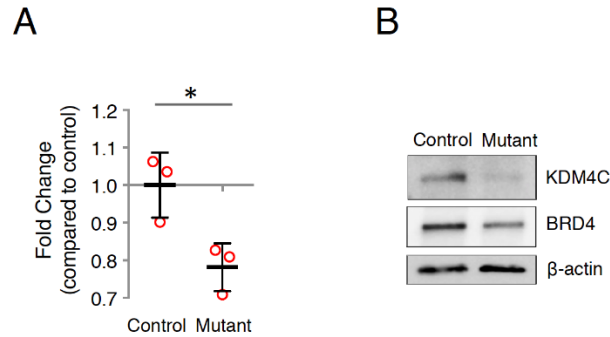 A
Fold Change
(compared to control)
1.2
1.1
1.0
0.9
0.8
0.7
*
Control Mutant
B
Control Mutant
KDM4C
BRD4
β-actin